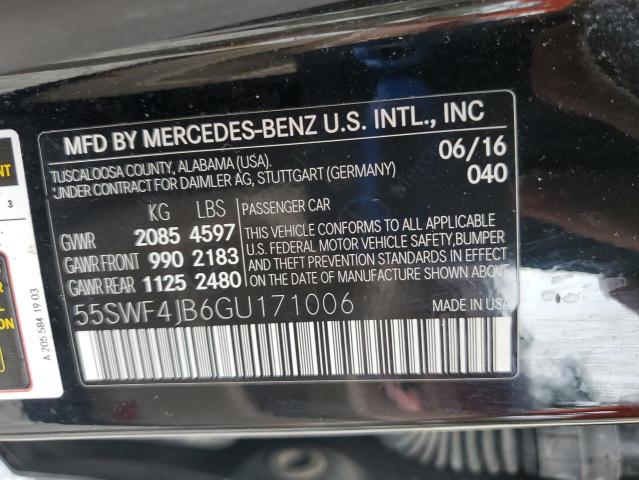 MFD BY MERCEDES-BENZ U.S. INTL., INC
TUSCALOOSA COUNTY, ALABAMA (USA).
UNDER CONTRACT FOR DAIMLER AG, STUTTGART (GERMANY)
06/16
040
KG LBS
GVWR 2085 4597
GAWR FRONT 990 2183
GAWR REAR 1125 2480
PASSENGER CAR
THIS VEHICLE CONFORMS TO ALL APPLICABLE
U.S. FEDERAL MOTOR VEHICLE SAFETY, BUMPER
AND THEFT PREVENTION STANDARDS IN EFFECT
ON THE DATE OF MANUFACTURE SHOWN ABOVE.
55SWF4JB6GU171006
MADE IN USA
3
A 205 584 19 03